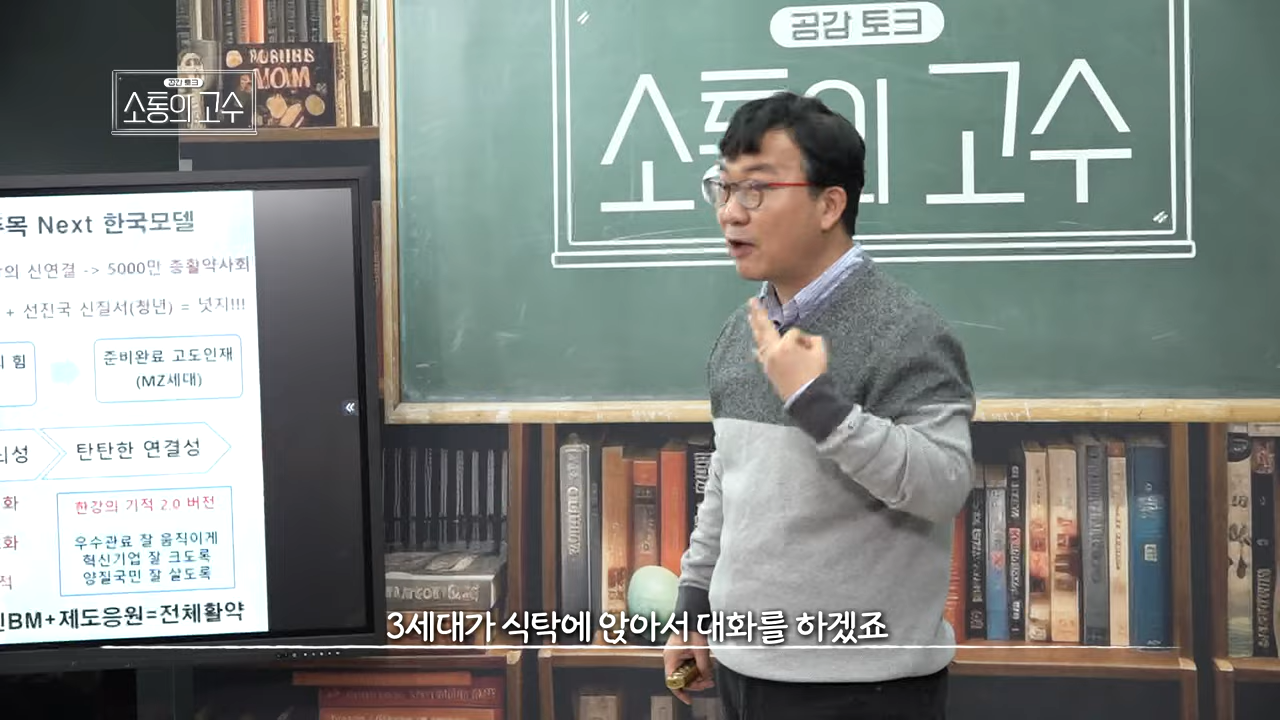 공감 토크
소통의 고수
공감 토크
소 의 고수
MOM
목 Next 한국모델
의 신연결 -> 5000만 총활약사회
+ 선진국 신질서(청년) = 넛지!!!
힘
준비완료 고도인재
(MZ세대)
성
탄탄한 연결성
화
한강의 기적 2.0 버전
우수관료 잘 움직이게
화
혁신기업 잘 크도록
적
양질국민 잘 살도록
BM+제도응원=전체활약
3세대가 식탁에 앉아서 대화를 하겠죠